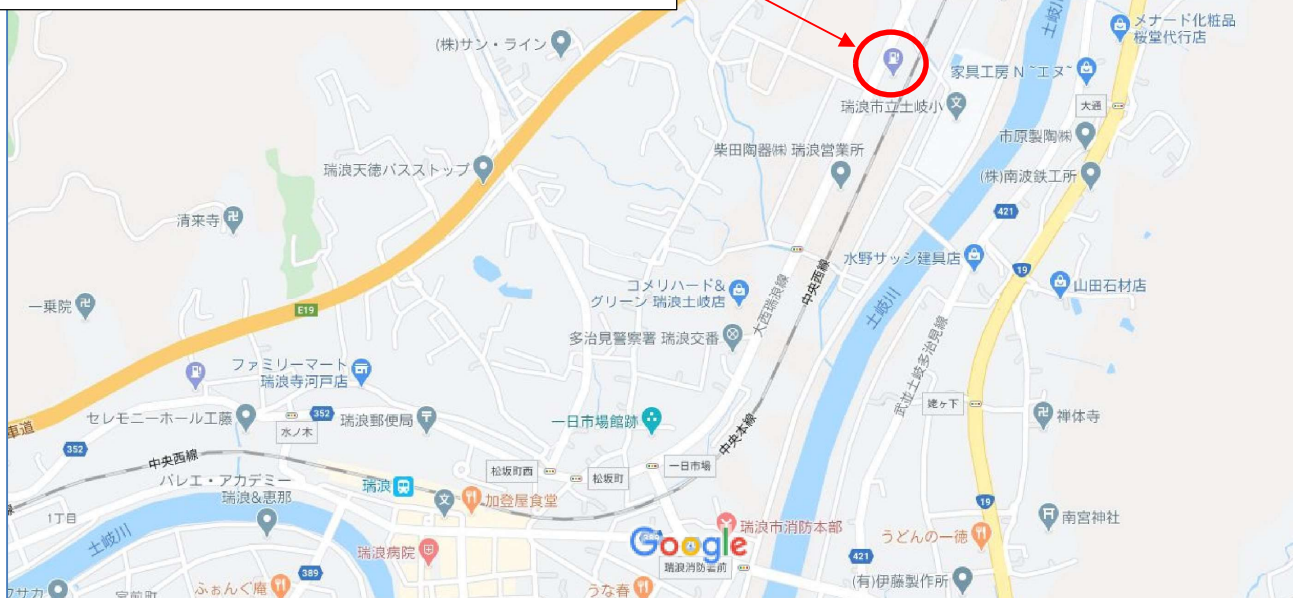 メナード化粧品
桜堂代行店
土岐川
(株)サン・ライン
家具工房 N ~エヌ~
瑞浪市立土岐小
文
大通
市原製陶㈱
柴田陶器㈱ 瑞浪営業所
(株)南波鉄工所
瑞浪天徳バスストップ
清来寺
421
水野サッシ建具店
19
山田石材店
コメリハード&
グリーン 瑞浪土岐店
大西瑞浪線
中央西線
土岐川
一乗院
E19
多治見警察署 瑞浪交番
武並土岐多治見線
ファミリーマート
瑞浪寺河戸店
建ヶ下
禅体寺
セレモニーホール工藤
352
瑞浪郵便局
一日市場館跡
中央本線
車道
水ノ木
352
中央西線
松坂町西
松坂町
一日市場
バレエ・アカデミー
瑞浪&恵那
瑞浪
文
加登屋食堂
19
1丁目
南宮神社
土岐川
瑞浪市消防本部
うどんの一徳
Google
瑞浪病院
瑞浪消防署前
421
389
(有)伊藤製作所
ふぁんぐ庵
うな春
宮前町